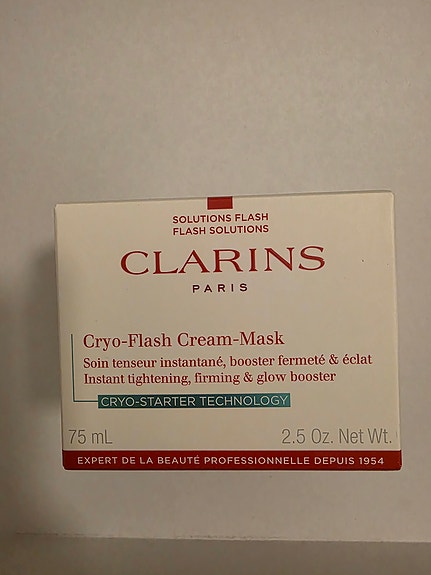 SOLUTIONS FLASH
FLASH SOLUTIONS
CLARINS
PARIS
Cryo-Flash Cream-Mask
Soin tenseur instantané, booster fermeté & éclat
Instant tightening, firming & glow booster
CRYO-STARTER TECHNOLOGY
75 mL 2.5 Oz. Net Wt.
EXPERT DE LA BEAUTÉ PROFESSIONNELLE DEPUIS 1954